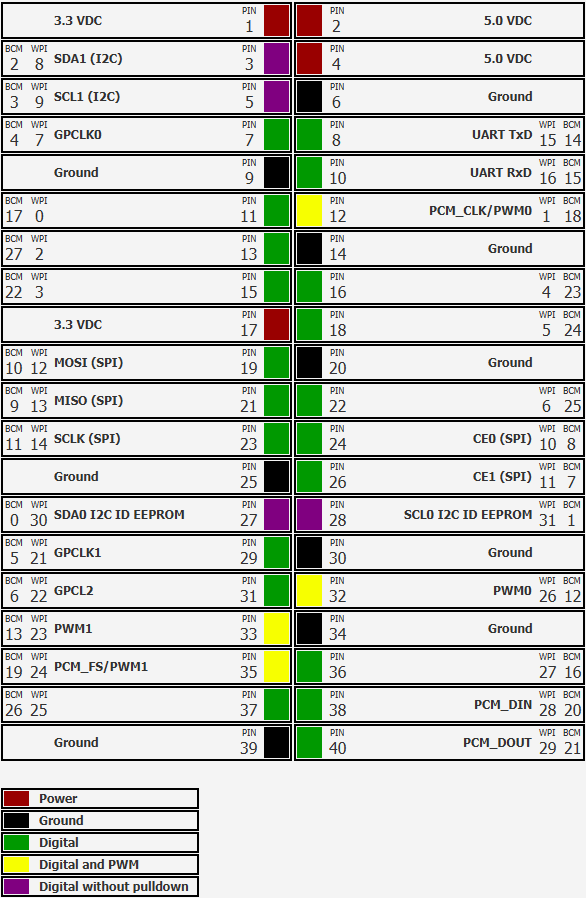 3.3 VDC PIN 1 PIN 2 5.0 VDC
BCM 2 WPI 8 SDA1 (I2C) PIN 3 PIN 4 5.0 VDC
BCM 3 WPI 9 SCL1 (I2C) PIN 5 PIN 6 Ground
BCM 4 WPI 7 GPCLK0 PIN 7 PIN 8 UART TxD WPI 15 BCM 14
Ground PIN 9 PIN 10 UART RxD WPI 16 BCM 15
BCM 17 WPI 0 PIN 11 PIN 12 PCM_CLK/PWM0 WPI 1 BCM 18
BCM 27 WPI 2 PIN 13 PIN 14 Ground
BCM 22 WPI 3 PIN 15 PIN 16 WPI 4 BCM 23
3.3 VDC PIN 17 PIN 18 WPI 5 BCM 24
BCM 10 WPI 12 MOSI (SPI) PIN 19 PIN 20 Ground
BCM 9 WPI 13 MISO (SPI) PIN 21 PIN 22 WPI 6 BCM 25
BCM 11 WPI 14 SCLK (SPI) PIN 23 PIN 24 CE0 (SPI) WPI 10 BCM 8
Ground PIN 25 PIN 26 CE1 (SPI) WPI 11 BCM 7
BCM 0 WPI 30 SDA0 I2C ID EEPROM PIN 27 PIN 28 SCL0 I2C ID EEPROM WPI 31 BCM 1
BCM 5 WPI 21 GPCLK1 PIN 29 PIN 30 Ground
BCM 6 WPI 22 GPCL2 PIN 31 PIN 32 PWM0 WPI 26 BCM 12
BCM 13 WPI 23 PWM1 PIN 33 PIN 34 Ground
BCM 19 WPI 24 PCM_FS/PWM1 PIN 35 PIN 36 WPI 27 BCM 16
BCM 26 WPI 25 PIN 37 PIN 38 PCM_DIN WPI 28 BCM 20
Ground PIN 39 PIN 40 PCM_DOUT WPI 29 BCM 21
Power
Ground
Digital
Digital and PWM
Digital without pulldown